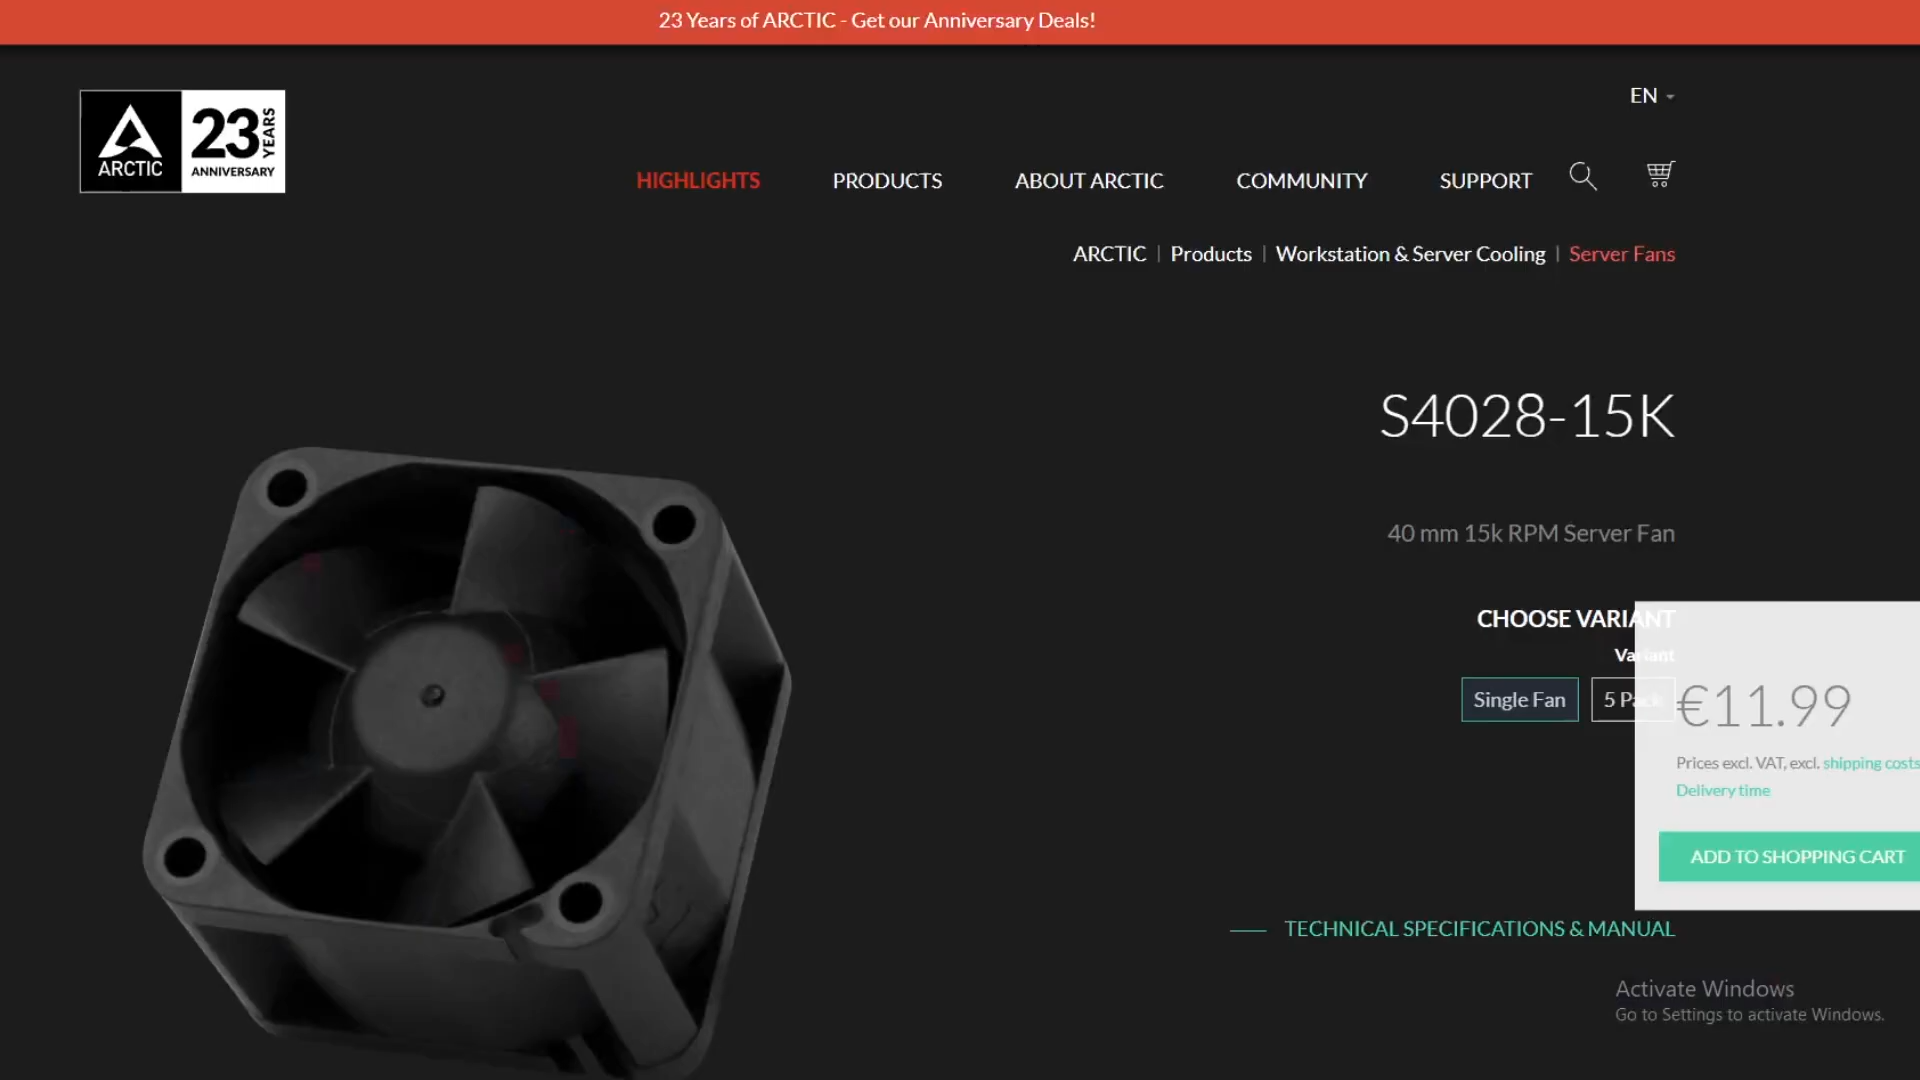 23 Years of ARCTIC - Get our Anniversary Deals!
EN
ARCTIC
23 YEARS
ANNIVERSARY
HIGHLIGHTS PRODUCTS ABOUT ARCTIC COMMUNITY SUPPORT
ARCTIC | Products | Workstation & Server Cooling | Server Fans
S4028-15K
40 mm 15k RPM Server Fan
CHOOSE VARIANT
Variant
Single Fan 5 Pack
€11.99
Prices excl. VAT, excl. shipping costs
Delivery time
ADD TO SHOPPING CART
TECHNICAL SPECIFICATIONS & MANUAL
Activate Windows
Go to Settings to activate Windows.